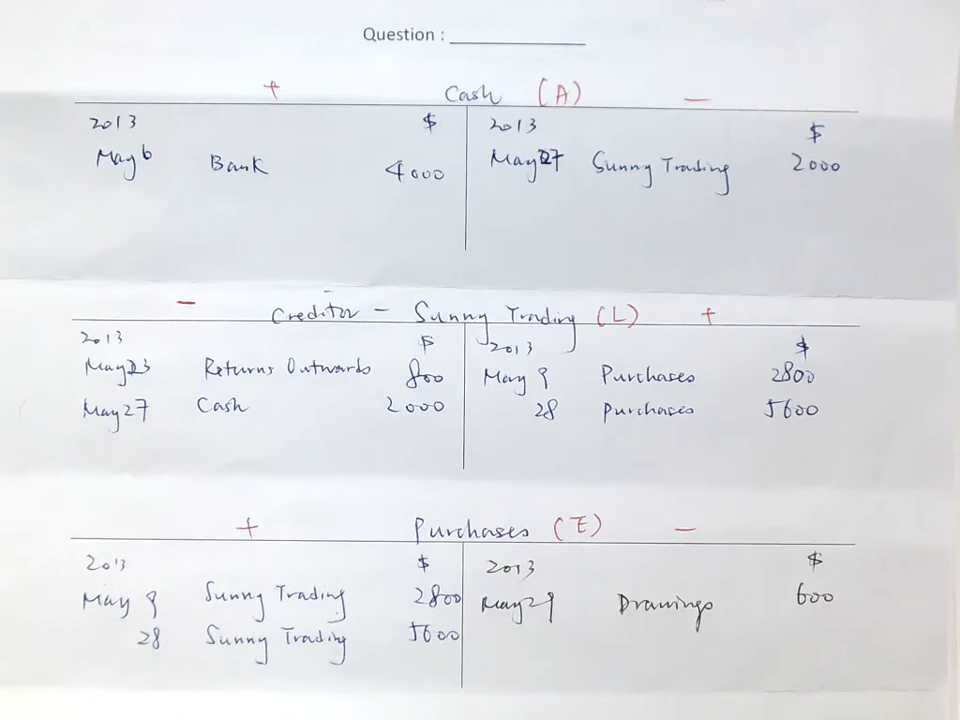 Question : ____________
+ Cash (A) −
2013 $ 2013 $
May 6 Bank 4000 May 27 Sunny Trading 2000
− Creditor – Sunny Trading (L) +
2013 $ 2013 $
May 23 Returns Outwards 800 May 9 Purchases 2800
May 27 Cash 2000 28 Purchases 5600
+ Purchases (E) −
2013 $ 2013 $
May 9 Sunny Trading 2800 May 29 Drawings 600
28 Sunny Trading 5600